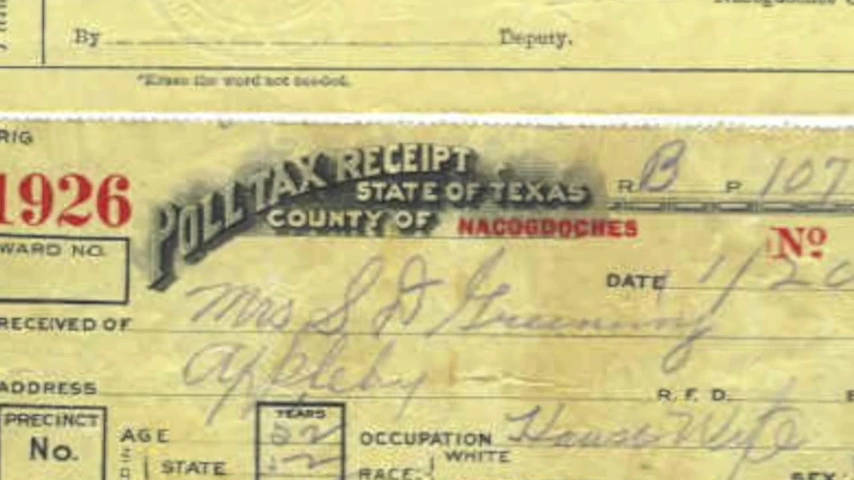 By Deputy.
*Erase the word not needed.
RIG
1926 POLL TAX RECEIPT
STATE OF TEXAS R B P 107
COUNTY OF NACOGDOCHES
WARD NO. No
DATE 1/20
RECEIVED OF Mrs S D Greening
ADDRESS Appleby R. F. D.
PRECINCT No.
AGE YEARS OCCUPATION House Wife
STATE RACE: WHITE SEX: